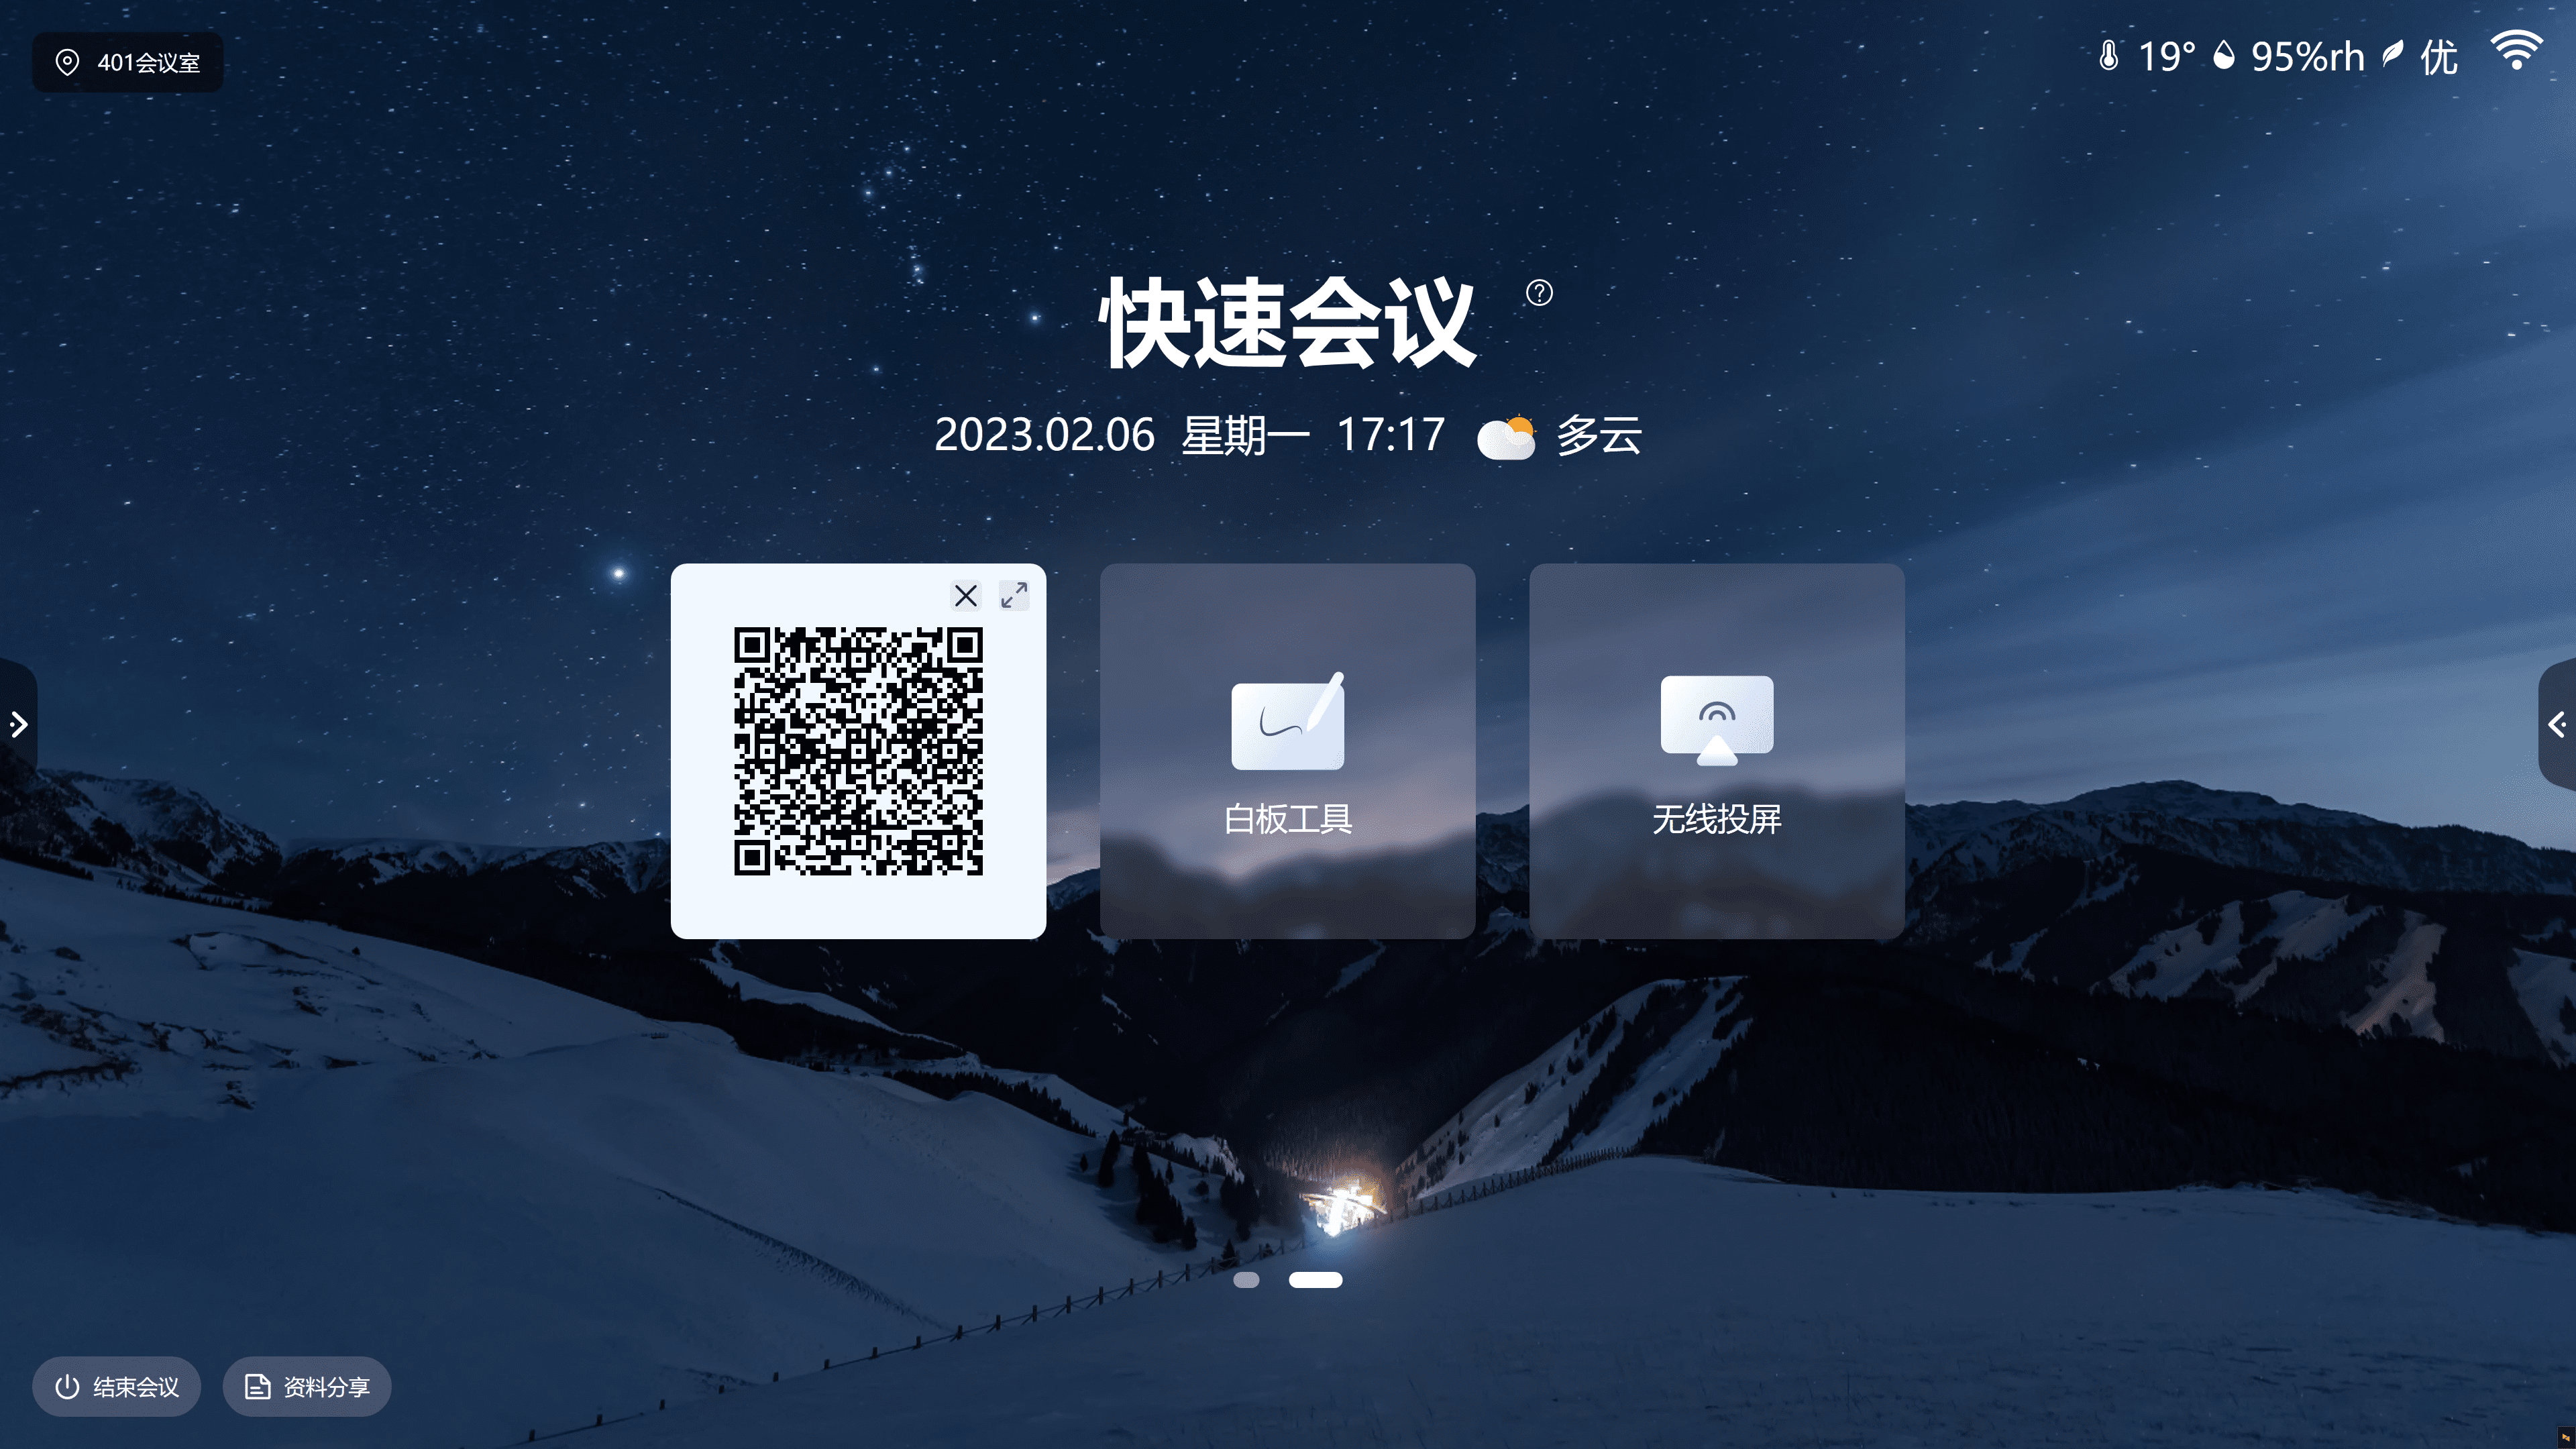 401会议室
19° 95%rh 优
快速会议
2023.02.06 星期一 17:17 多云
白板工具
无线投屏
结束会议
资料分享